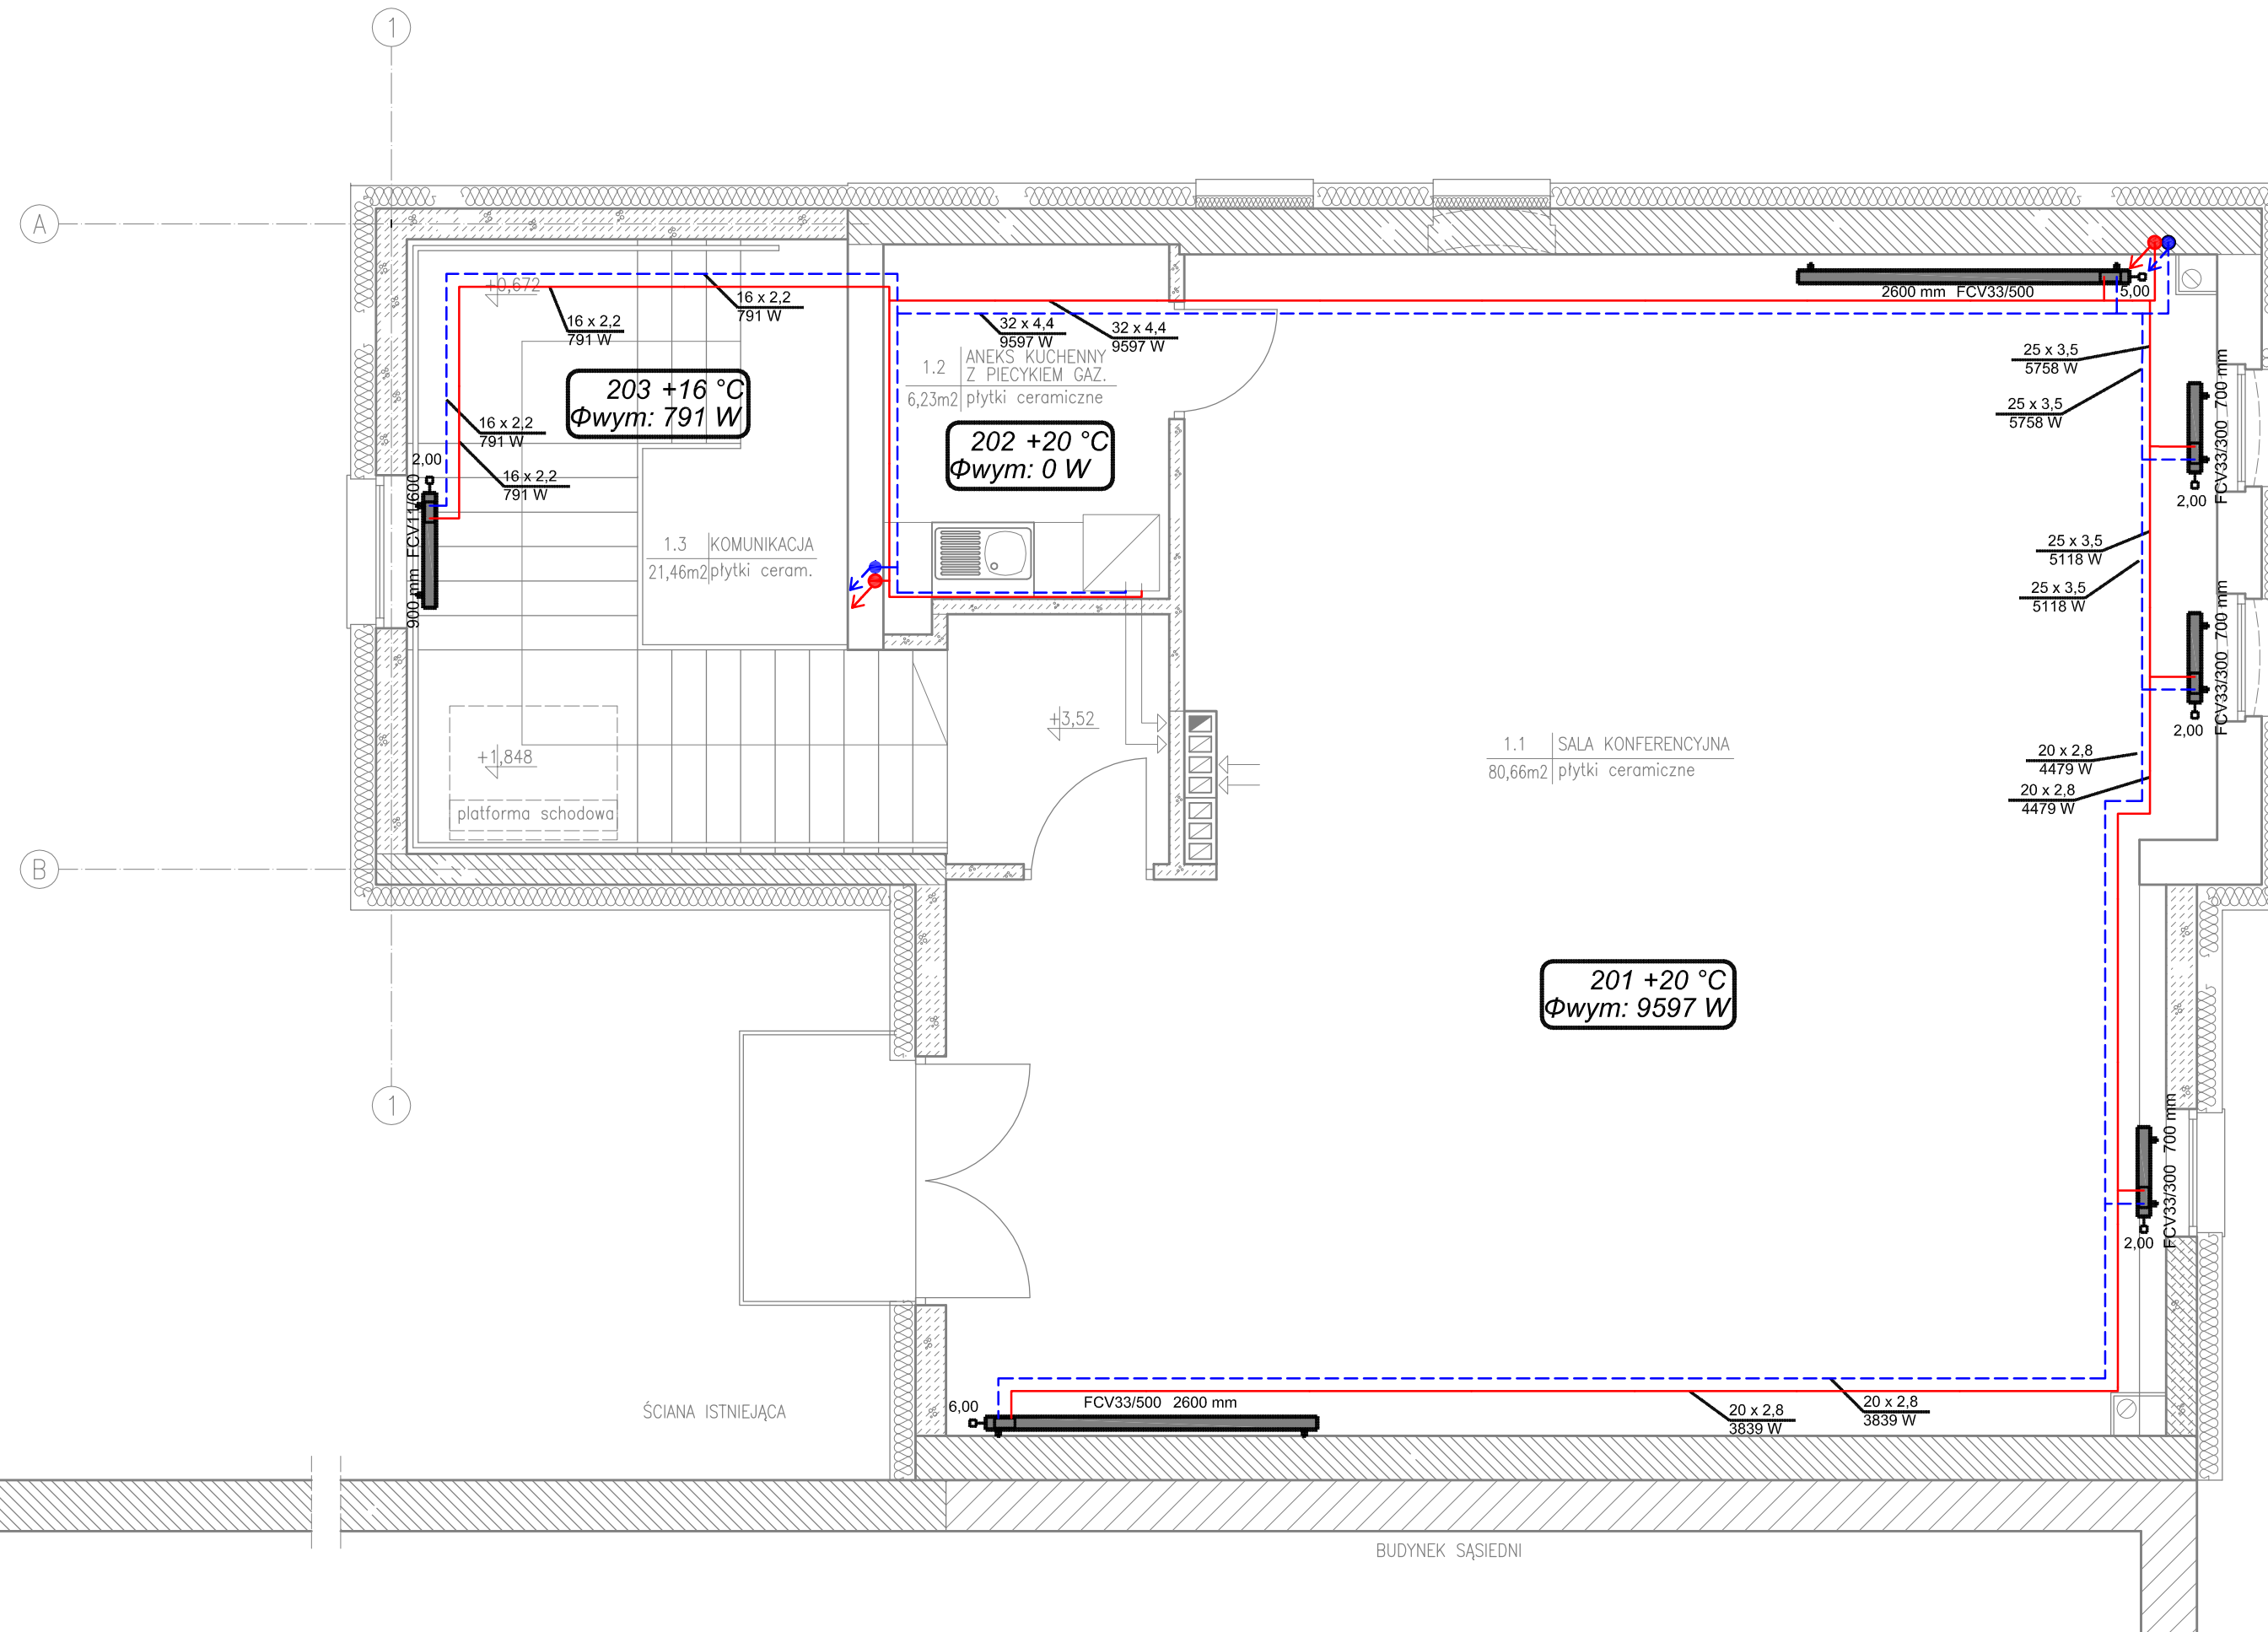 1
A
+0,672
16 x 2,2
791 W
16 x 2,2
791 W
32 x 4,4
9597 W
32 x 4,4
9597 W
2600 mm FCV33/500
5,00
1.2
ANEKS KUCHENNY
Z PIECYKIEM GAZ.
6,23m2
płytki ceramiczne
203 +16 °C
Φwym: 791 W
202 +20 °C
Φwym: 0 W
25 x 3,5
5758 W
25 x 3,5
5758 W
FCV33/300 700 mm
2,00
16 x 2,2
791 W
16 x 2,2
791 W
2,00
900 mm FCV11/600
1.3
KOMUNIKACJA
21,46m2
płytki ceram.
25 x 3,5
5118 W
25 x 3,5
5118 W
FCV33/300 700 mm
2,00
+3,52
+1,848
platforma schodowa
1.1
SALA KONFERENCYJNA
80,66m2
płytki ceramiczne
20 x 2,8
4479 W
20 x 2,8
4479 W
B
201 +20 °C
Φwym: 9597 W
1
FCV33/300 700 mm
2,00
ŚCIANA ISTNIEJĄCA
6,00
FCV33/500 2600 mm
20 x 2,8
3839 W
20 x 2,8
3839 W
BUDYNEK SĄSIEDNI